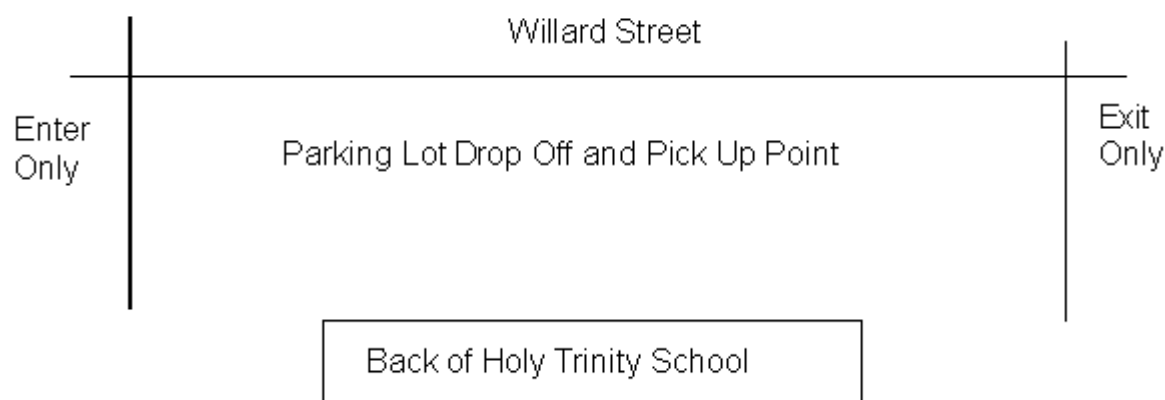 Willard Street
Enter
Only
Parking Lot Drop Off and Pick Up Point
Exit
Only
Back of Holy Trinity School